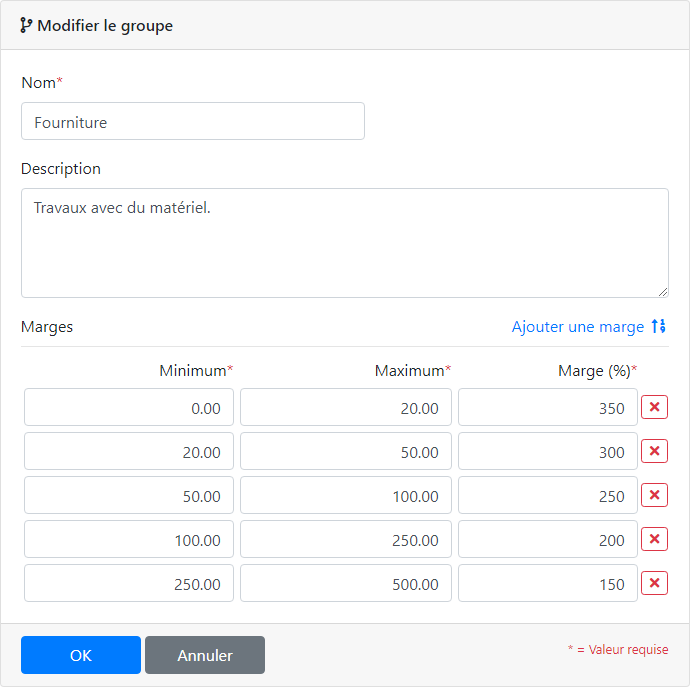 Modifier le groupe
Nom*
Fourniture
Description
Travaux avec du matériel.
Marges Ajouter une marge
Minimum* Maximum* Marge (%)*
0.00 20.00 350
20.00 50.00 300
50.00 100.00 250
100.00 250.00 200
250.00 500.00 150
OK Annuler * = Valeur requise